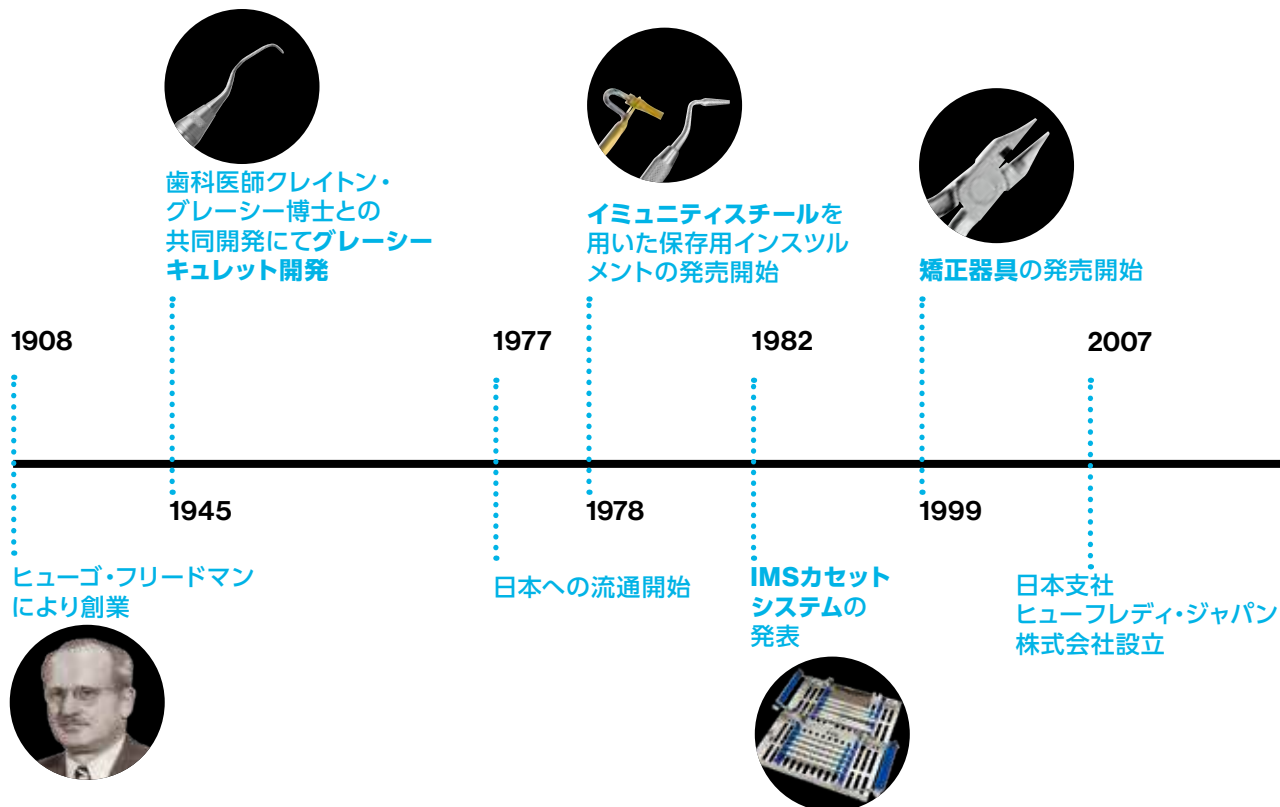 歯科医師クレイトン・
グレーシー博士との
共同開発にてグレーシー
キュレット開発
イミュニティスチールを
用いた保存用インスツル
メントの発売開始
矯正器具の発売開始
1908
1977
1982
2007
1945
1978
1999
ヒューゴ・フリードマン
により創業
日本への流通開始
IMSカセット
システムの
発表
日本支社
ヒューフレディ・ジャパン
株式会社設立